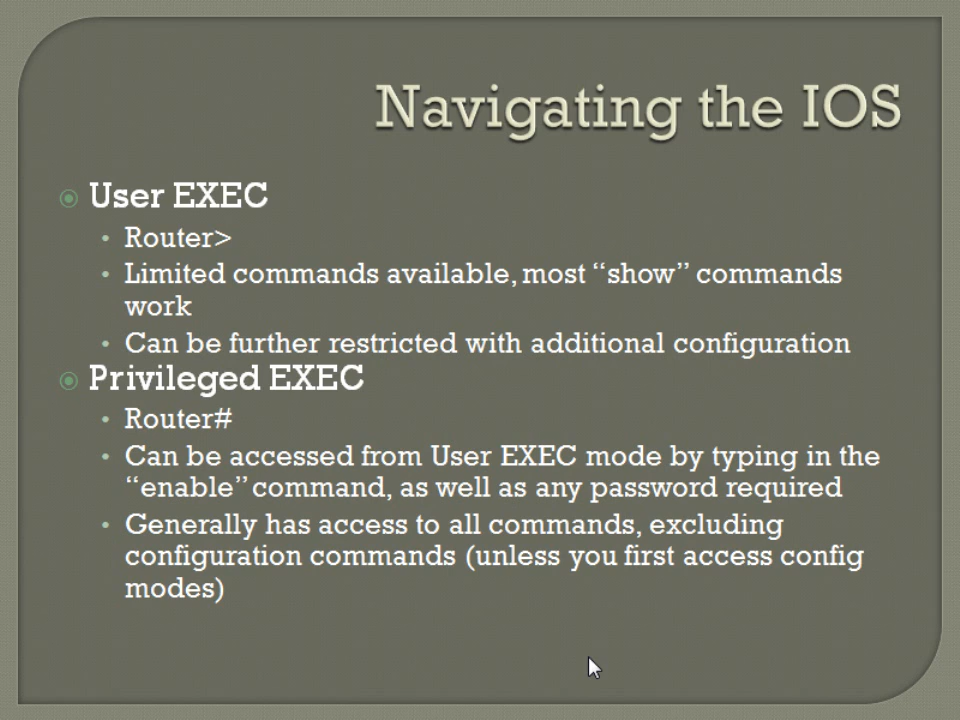 Navigating the IOS
User EXEC
Router>
Limited commands available, most “show” commands
work
Can be further restricted with additional configuration
Privileged EXEC
Router#
Can be accessed from User EXEC mode by typing in the
“enable” command, as well as any password required
Generally has access to all commands, excluding
configuration commands (unless you first access config
modes)